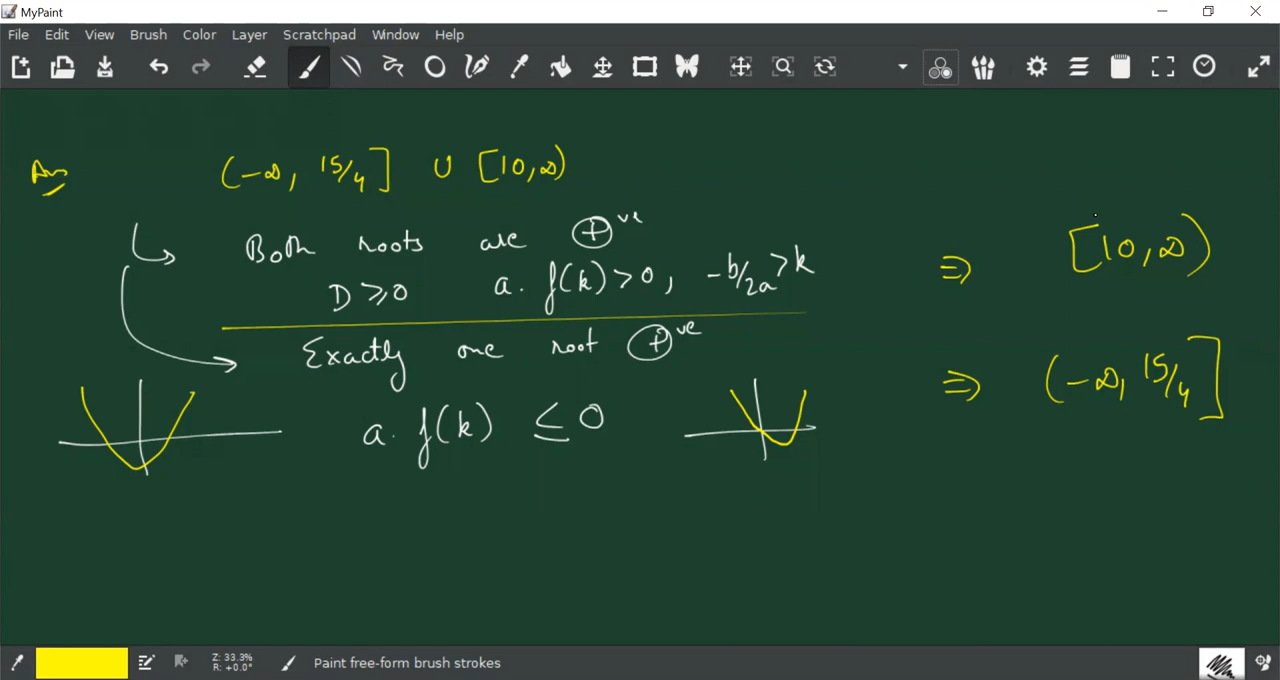 MyPaint
File Edit View Brush Color Layer Scratchpad Window Help
Ans (-∞, 15/4] ∪ [10,∞)
Both roots are ⊕ve
D ≥ 0 a. f(k) > 0, -b/2a > k ⇒ [10,∞)
Exactly one root ⊕ve
a. f(k) ≤ 0 ⇒ (-∞, 15/4]
Z: 33.3%
R: +0.0°
Paint free-form brush strokes